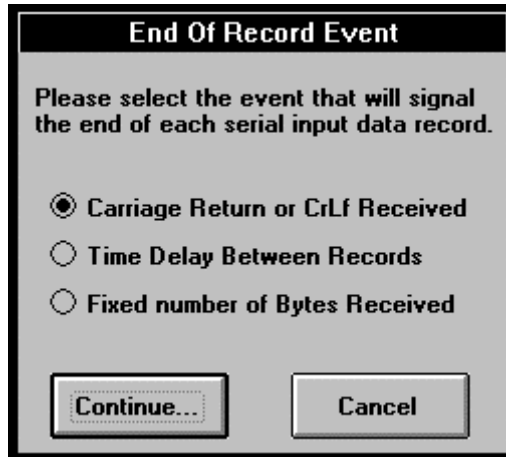 End Of Record Event
Please select the event that will signal
the end of each serial input data record.
Carriage Return or CrLf Received
Time Delay Between Records
Fixed number of Bytes Received
Continue...
Cancel